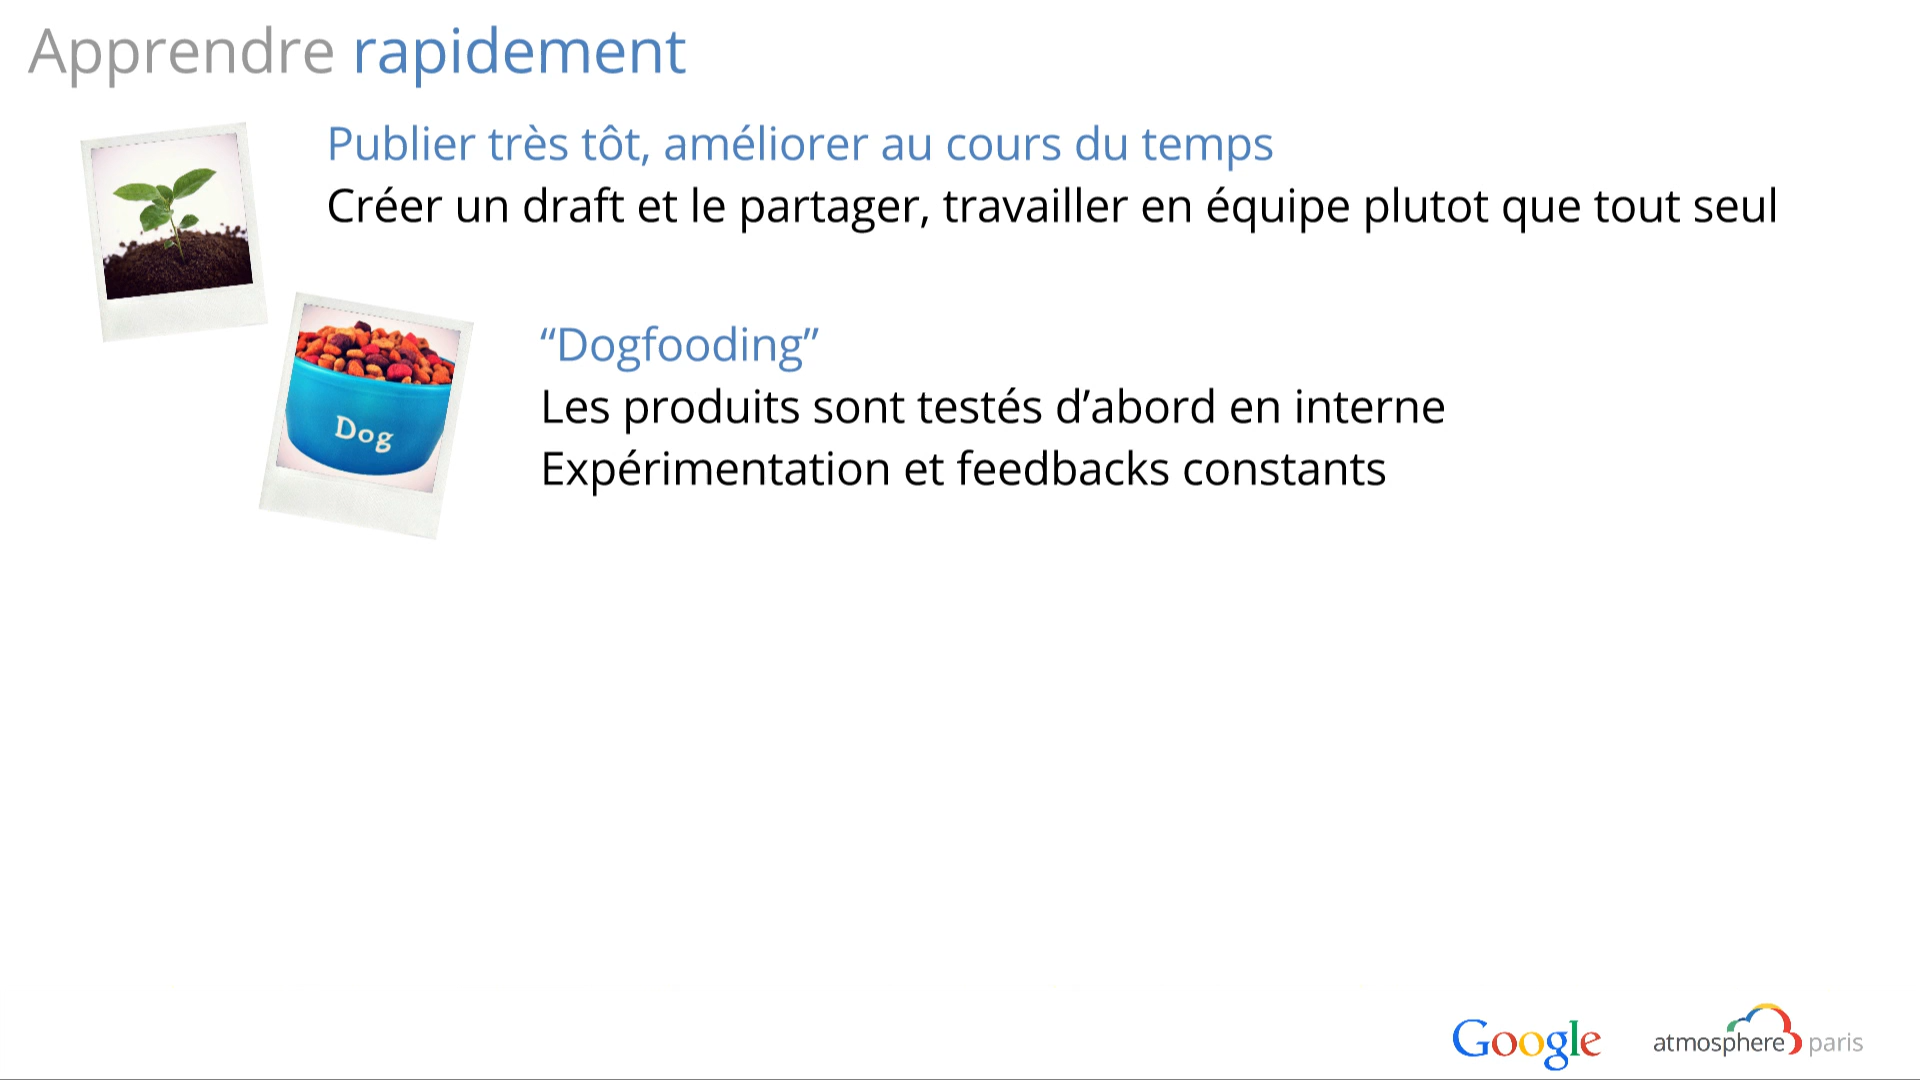 Apprendre rapidement
Publier très tôt, améliorer au cours du temps
Créer un draft et le partager, travailler en équipe plutot que tout seul
“Dogfooding”
Les produits sont testés d’abord en interne
Expérimentation et feedbacks constants
Dog
Google atmosphere paris